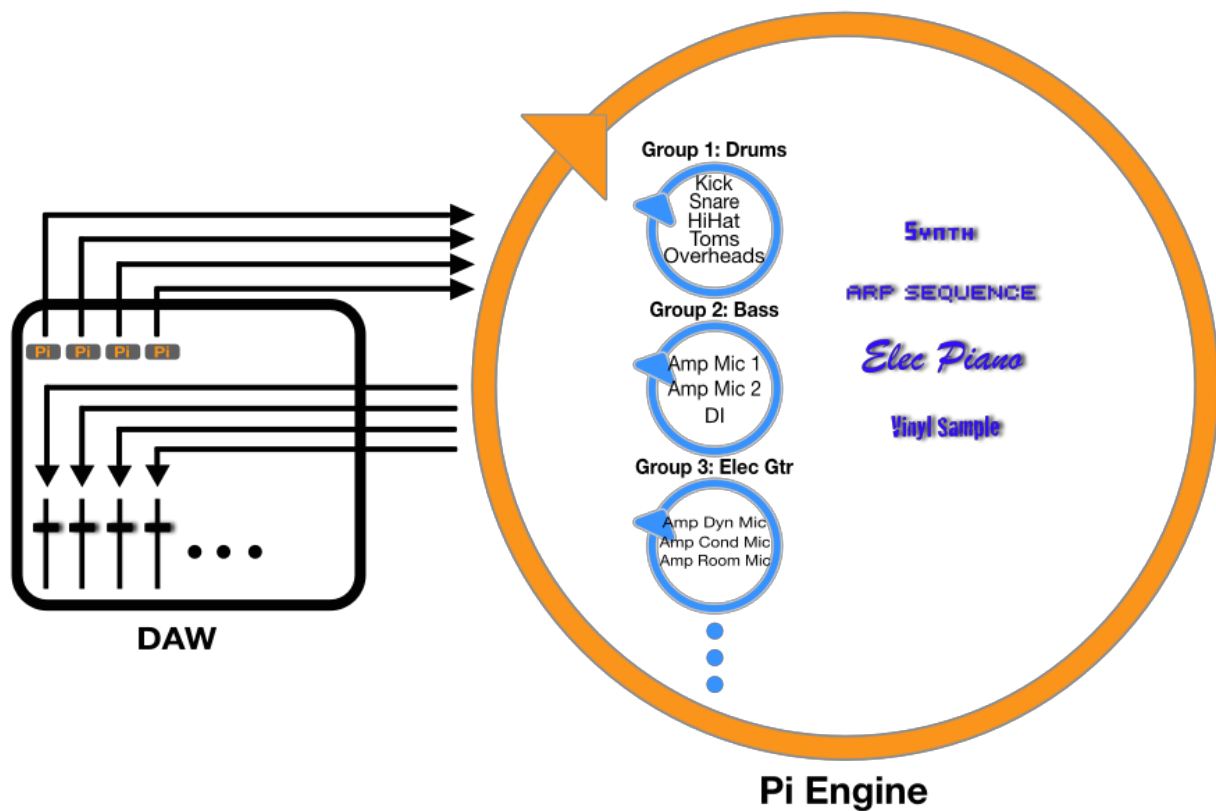 Group 1: Drums
Kick
Snare
HiHat
Toms
Overheads
Group 2: Bass
Amp Mic 1
Amp Mic 2
DI
Group 3: Elec Gtr
Amp Dyn Mic
Amp Cond Mic
Amp Room Mic
Synth
ARP SEQUENCE
Elec Piano
Vinyl Sample
Pi Pi Pi Pi
DAW
Pi Engine